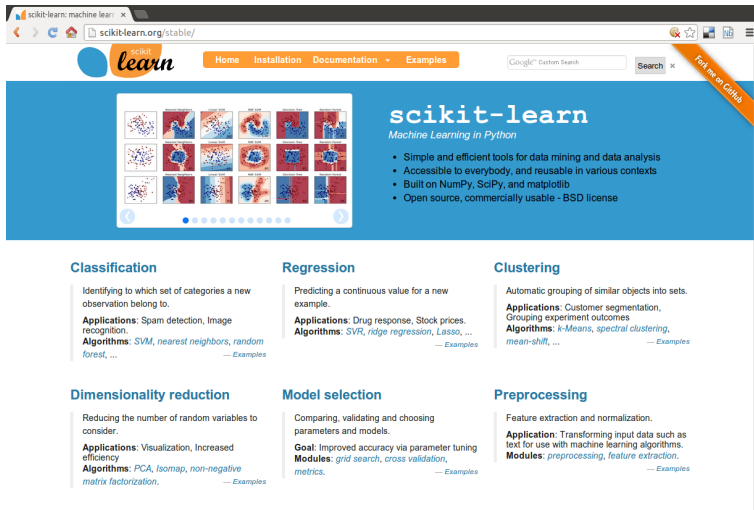 scikit-learn: machine lear
scikit-learn.org/stable/
scikit
learn
Home Installation Documentation Examples
Google™ Custom Search
Search ×
Fork me on GitHub
scikit-learn
Machine Learning in Python
Simple and efficient tools for data mining and data analysis
Accessible to everybody, and reusable in various contexts
Built on NumPy, SciPy, and matplotlib
Open source, commercially usable - BSD license
Classification
Identifying to which set of categories a new
observation belong to.
Applications: Spam detection, Image
recognition.
Algorithms: SVM, nearest neighbors, random
forest, ... — Examples
Regression
Predicting a continuous value for a new
example.
Applications: Drug response, Stock prices.
Algorithms: SVR, ridge regression, Lasso, ...
— Examples
Clustering
Automatic grouping of similar objects into sets.
Applications: Customer segmentation,
Grouping experiment outcomes
Algorithms: k-Means, spectral clustering,
mean-shift, ... — Examples
Dimensionality reduction
Reducing the number of random variables to
consider.
Applications: Visualization, Increased
efficiency
Algorithms: PCA, Isomap, non-negative
matrix factorization. — Examples
Model selection
Comparing, validating and choosing
parameters and models.
Goal: Improved accuracy via parameter tuning
Modules: grid search, cross validation,
metrics. — Examples
Preprocessing
Feature extraction and normalization.
Application: Transforming input data such as
text for use with machine learning algorithms.
Modules: preprocessing, feature extraction.
— Examples